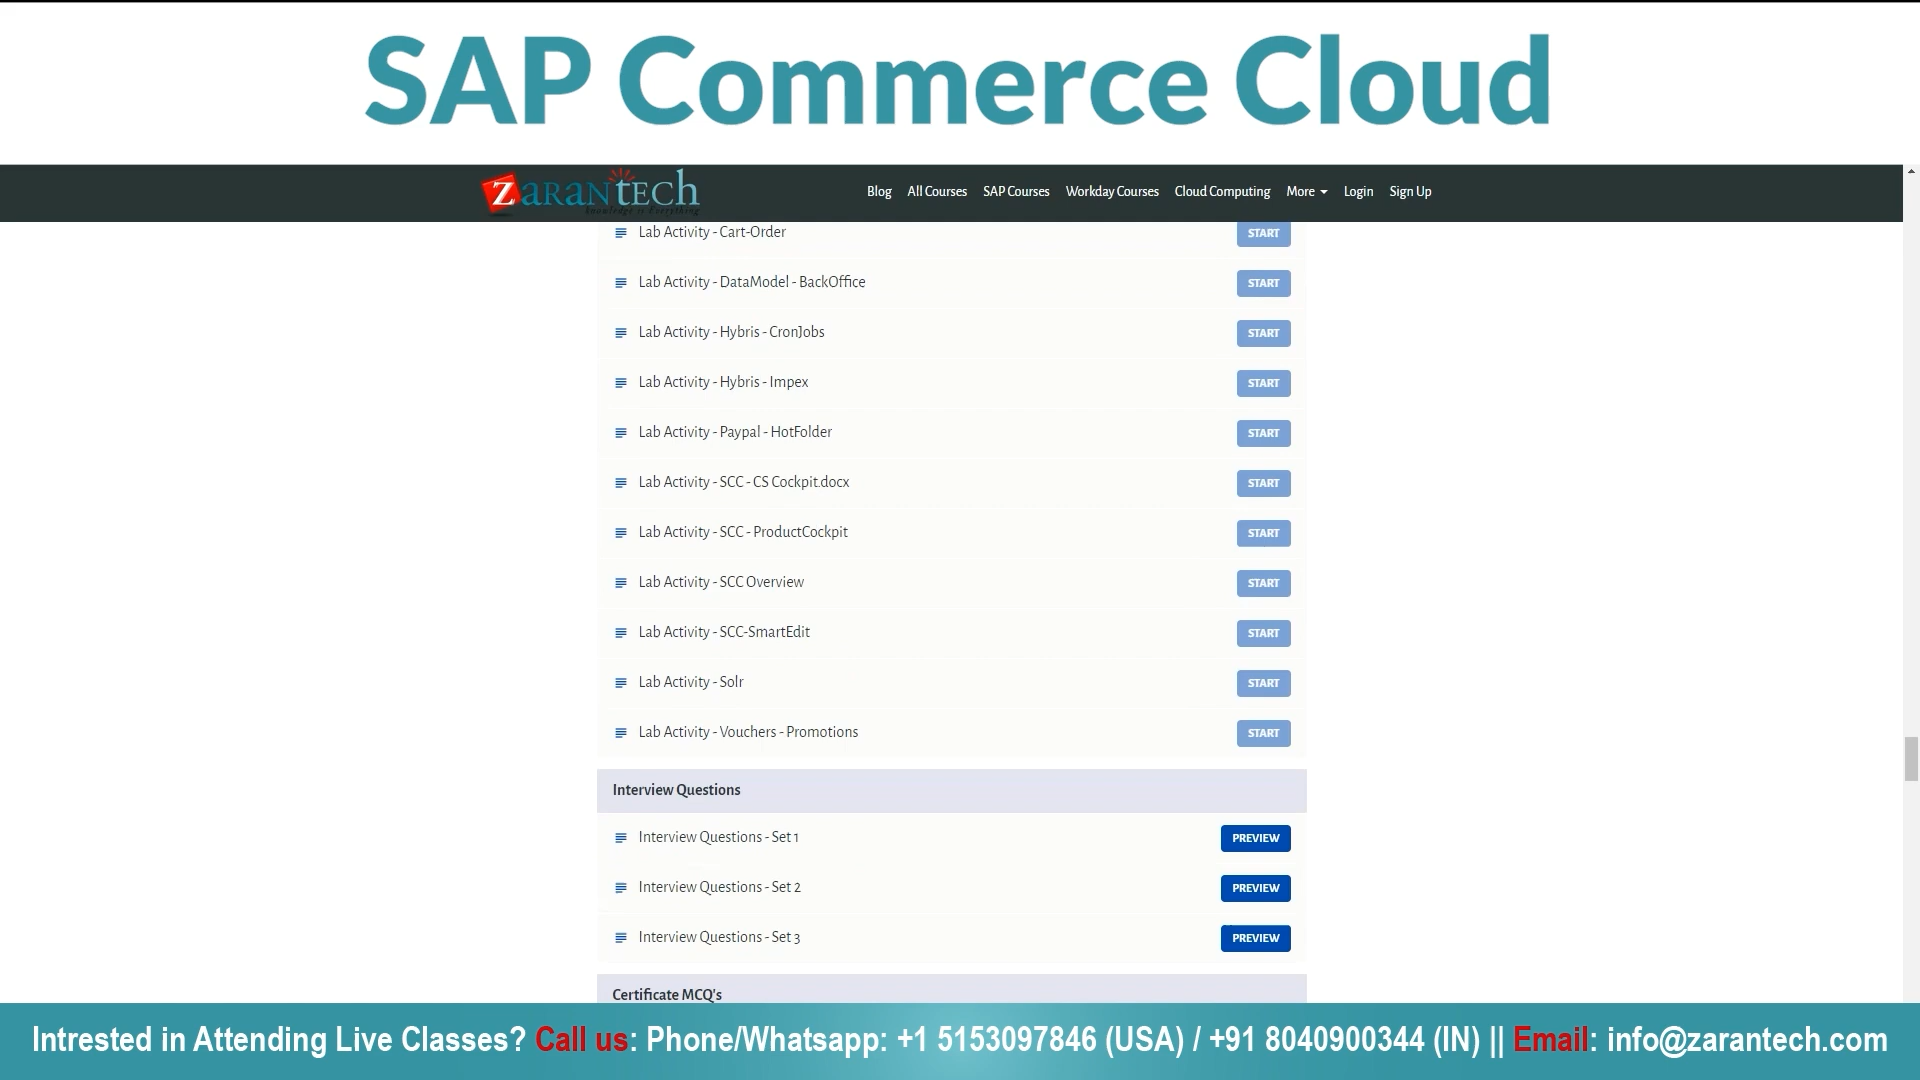 SAP Commerce Cloud
ZARANTECH
Knowledge is Everything
Blog All Courses SAP Courses Workday Courses Cloud Computing More Login Sign Up
Lab Activity - Cart-Order START
Lab Activity - DataModel - BackOffice START
Lab Activity - Hybris - CronJobs START
Lab Activity - Hybris - Impex START
Lab Activity - Paypal - HotFolder START
Lab Activity - SCC - CS Cockpit.docx START
Lab Activity - SCC - ProductCockpit START
Lab Activity - SCC Overview START
Lab Activity - SCC-SmartEdit START
Lab Activity - Solr START
Lab Activity - Vouchers - Promotions START
Interview Questions
Interview Questions - Set 1 PREVIEW
Interview Questions - Set 2 PREVIEW
Interview Questions - Set 3 PREVIEW
Certificate MCQ's
Intrested in Attending Live Classes? Call us: Phone/Whatsapp: +1 5153097846 (USA) / +91 8040900344 (IN) || Email: info@zarantech.com